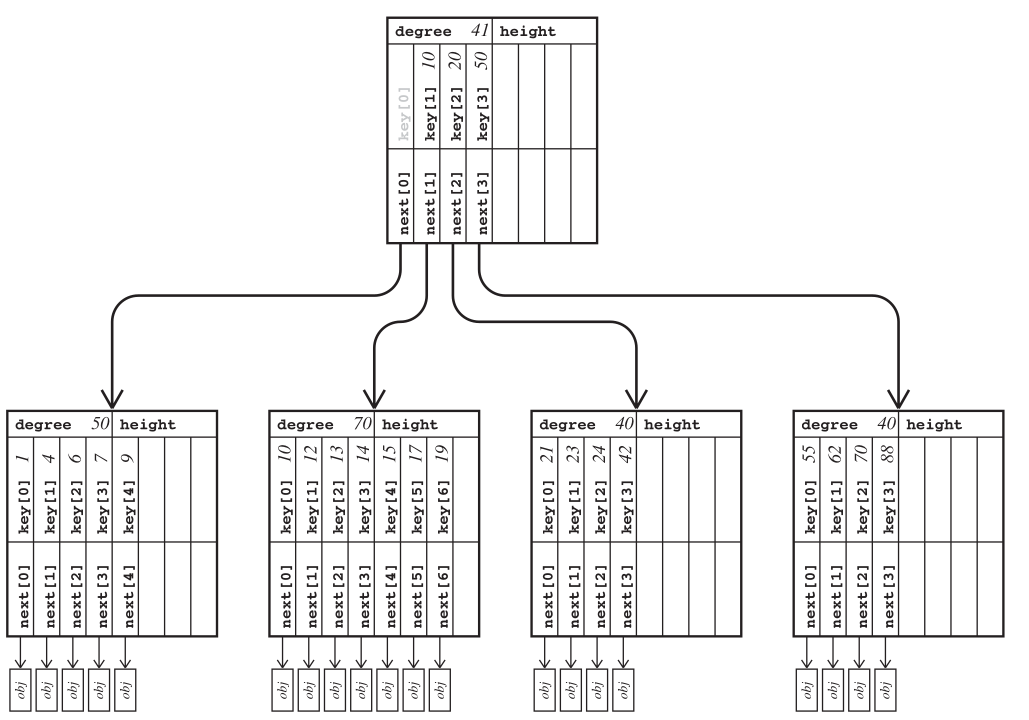 degree 41 height
key[0] key[1] 10 key[2] 20 key[3] 50
next[0] next[1] next[2] next[3]
degree 50 height
key[0] 1 key[1] 4 key[2] 6 key[3] 7 key[4] 9
next[0] next[1] next[2] next[3] next[4]
obj obj obj obj obj
degree 70 height
key[0] 10 key[1] 12 key[2] 13 key[3] 14 key[4] 15 key[5] 17 key[6] 19
next[0] next[1] next[2] next[3] next[4] next[5] next[6]
obj obj obj obj obj obj obj
degree 40 height
key[0] 21 key[1] 23 key[2] 24 key[3] 42
next[0] next[1] next[2] next[3]
obj obj obj obj
degree 40 height
key[0] 55 key[1] 62 key[2] 70 key[3] 88
next[0] next[1] next[2] next[3]
obj obj obj obj